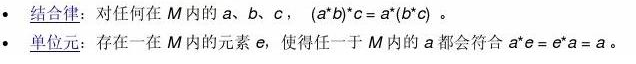 • 结合律：对任何在 M 内的 a、b、c ， (a*b)*c = a*(b*c) 。
• 单位元：存在一在 M 内的元素 e，使得任一于 M 内的 a 都会符合 a*e = e*a = a 。